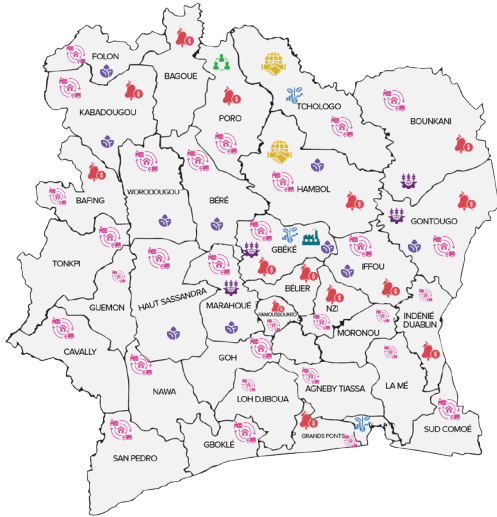 FOLON
BAGOUE
KABADOUGOU
PORO
TCHOLOGO
BOUNKANI
BAFING
WORODOUGOU
BÉRÉ
HAMBOL
GONTOUGO
TONKPI
GBÊKÊ
IFFOU
GUEMON
HAUT SASSANDRA
MARAHOUÉ
BÉLIER
YAMOUSSOUKRO
NZI
MORONOU
INDÉNIÉ
DUABLIN
CAVALLY
GOH
NAWA
LOH DJIBOUA
AGNEBY TIASSA
LA MÉ
SAN PEDRO
GBOKLÉ
GRANDS PONTS
SUD COMOÉ